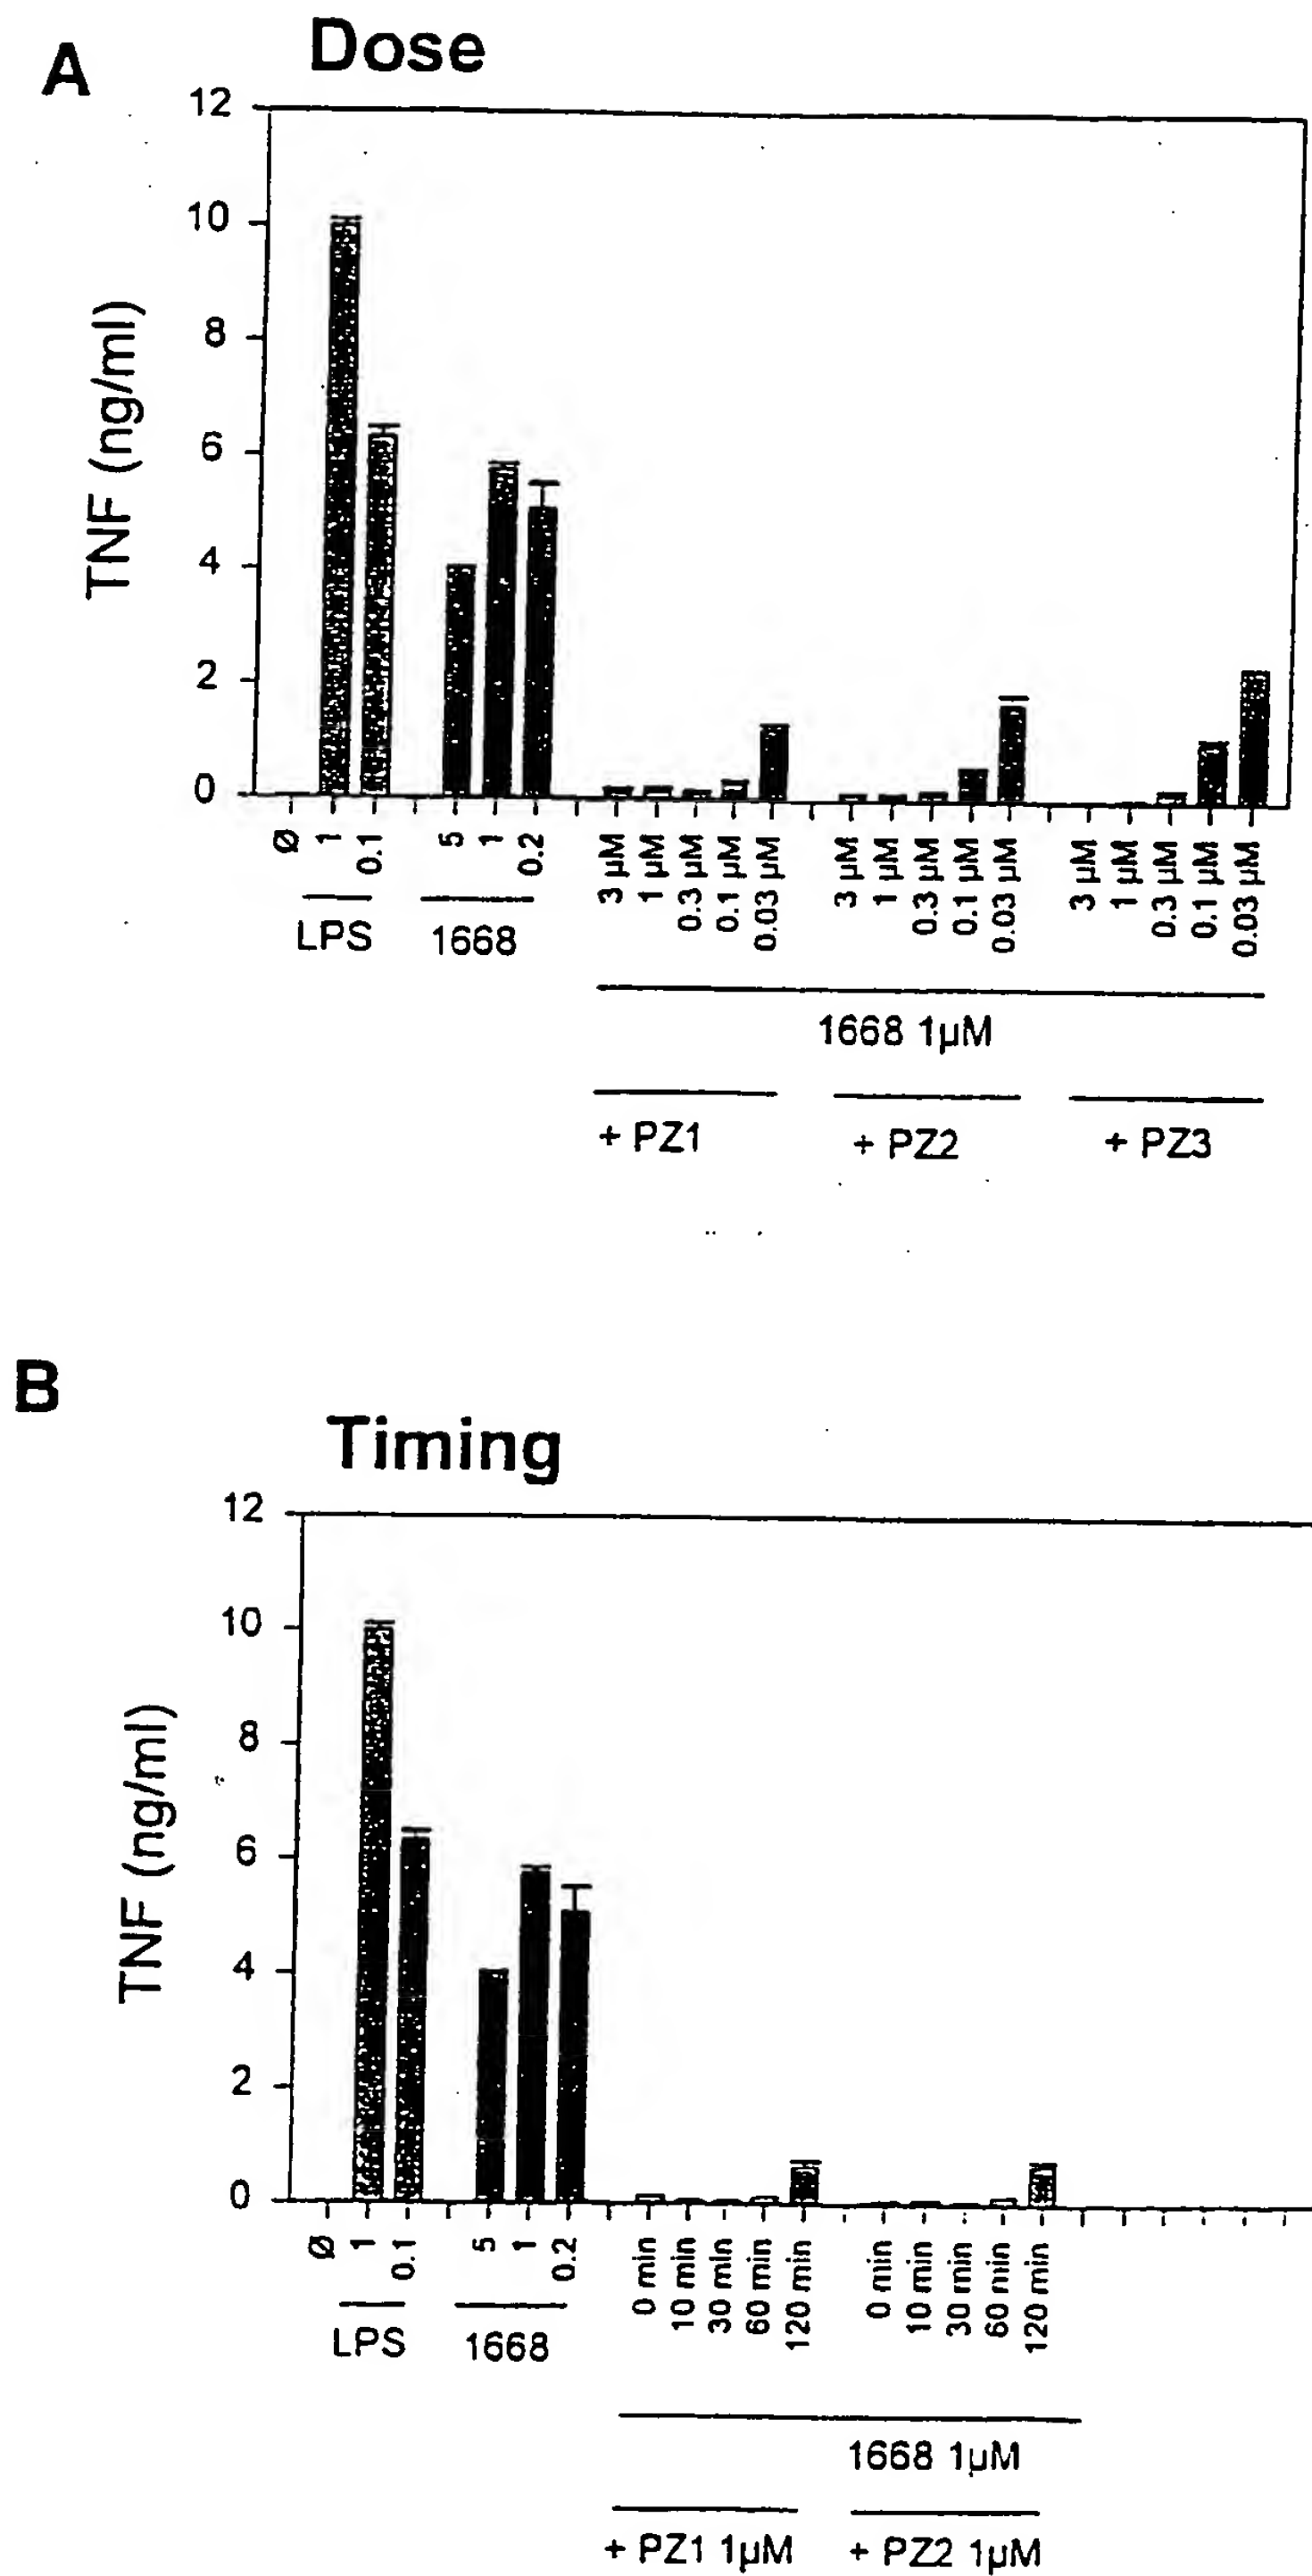 A
Dose
12
10
8
6
4
2
0
TNF (ng/ml)
Ø 1 0.1 5 1 0.2 3 µM 1 µM 0.3 µM 0.1 µM 0.03 µM 3 µM 1 µM 0.3 µM 0.1 µM 0.03 µM 3 µM 1 µM 0.3 µM 0.1 µM 0.03 µM
LPS 1668
1668 1µM
+ PZ1 + PZ2 + PZ3
B
Timing
12
10
8
6
4
2
0
TNF (ng/ml)
Ø 1 0.1 5 1 0.2 0 min 10 min 30 min 60 min 120 min 0 min 10 min 30 min 60 min 120 min
LPS 1668
1668 1µM
+ PZ1 1µM + PZ2 1µM